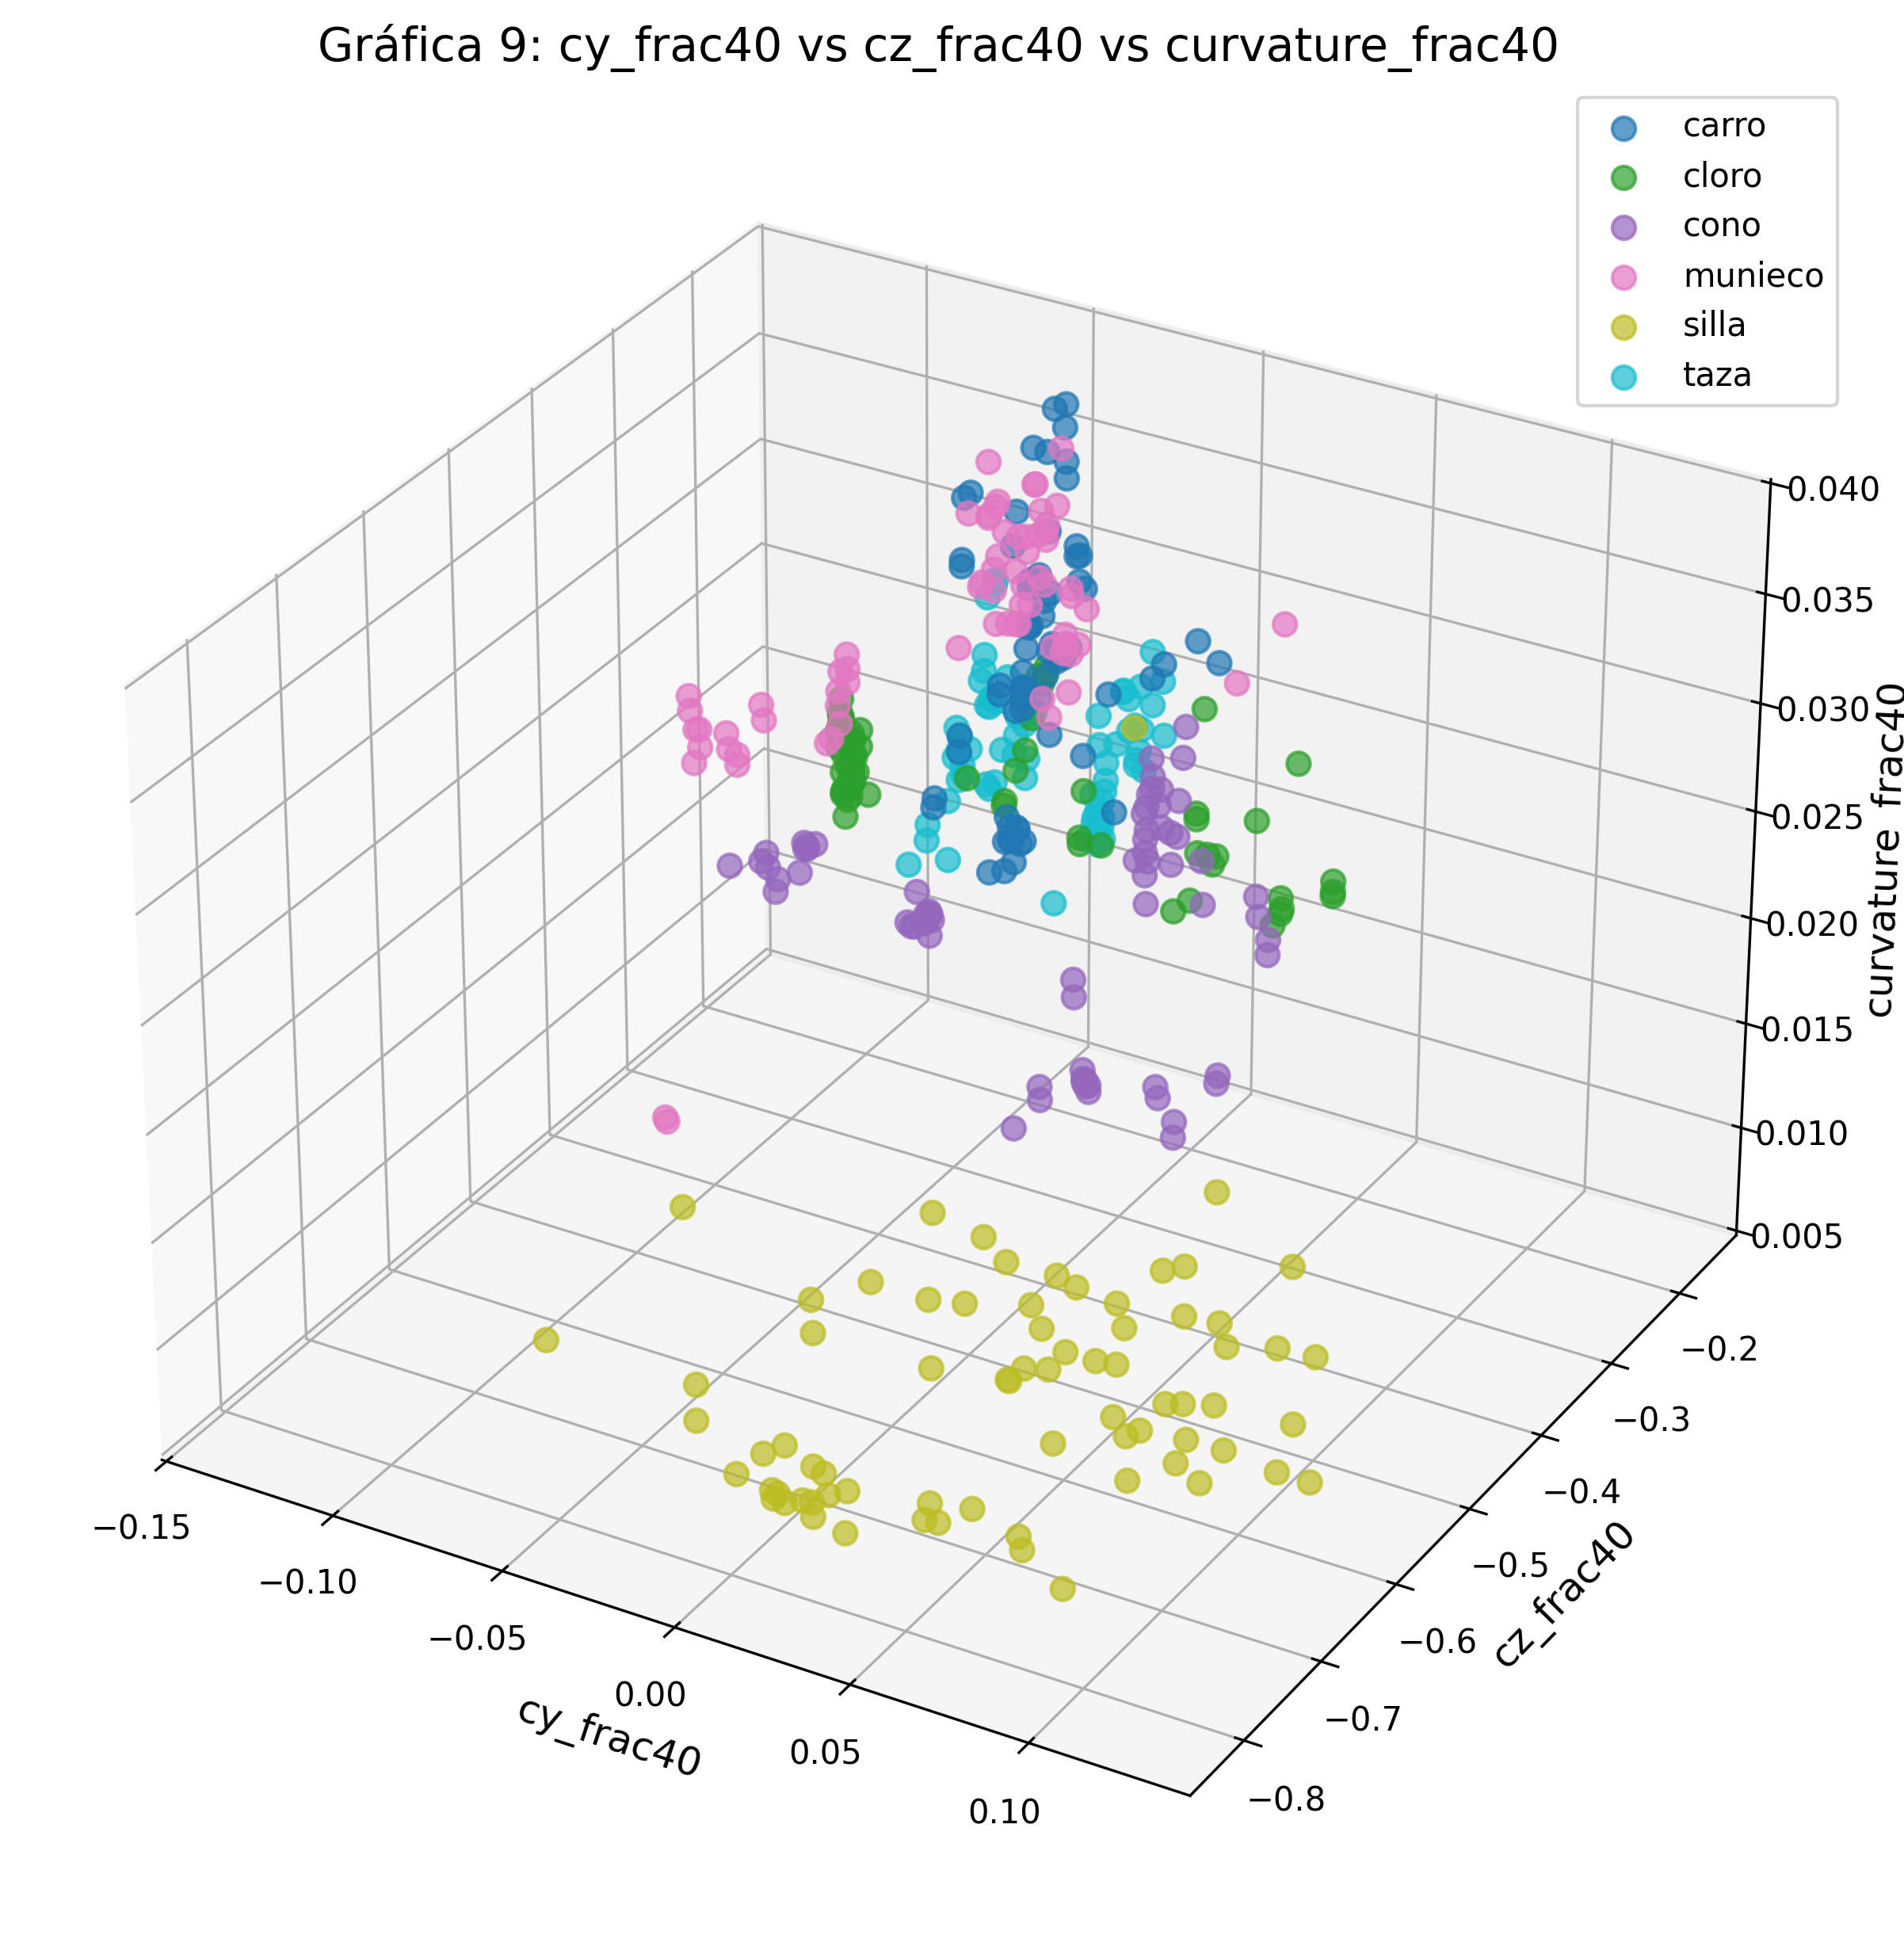 Gráfica 9: cy_frac40 vs cz_frac40 vs curvature_frac40
carro
cloro
cono
munieco
silla
taza
0.040
0.035
0.030
0.025
0.020
0.015
0.010
0.005
curvature_frac40
−0.2
−0.3
−0.4
−0.5
−0.6
−0.7
−0.8
cz_frac40
−0.15
−0.10
−0.05
0.00
0.05
0.10
cy_frac40